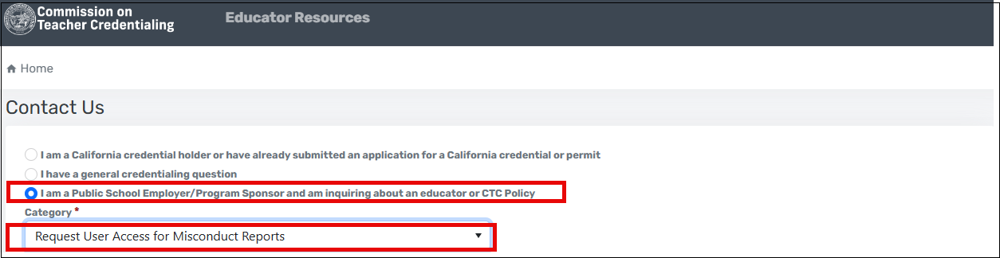 Commission on
Teacher Credentialing
Educator Resources
Home
Contact Us
I am a California credential holder or have already submitted an application for a California credential or permit
I have a general credentialing question
I am a Public School Employer/Program Sponsor and am inquiring about an educator or CTC Policy
Category *
Request User Access for Misconduct Reports